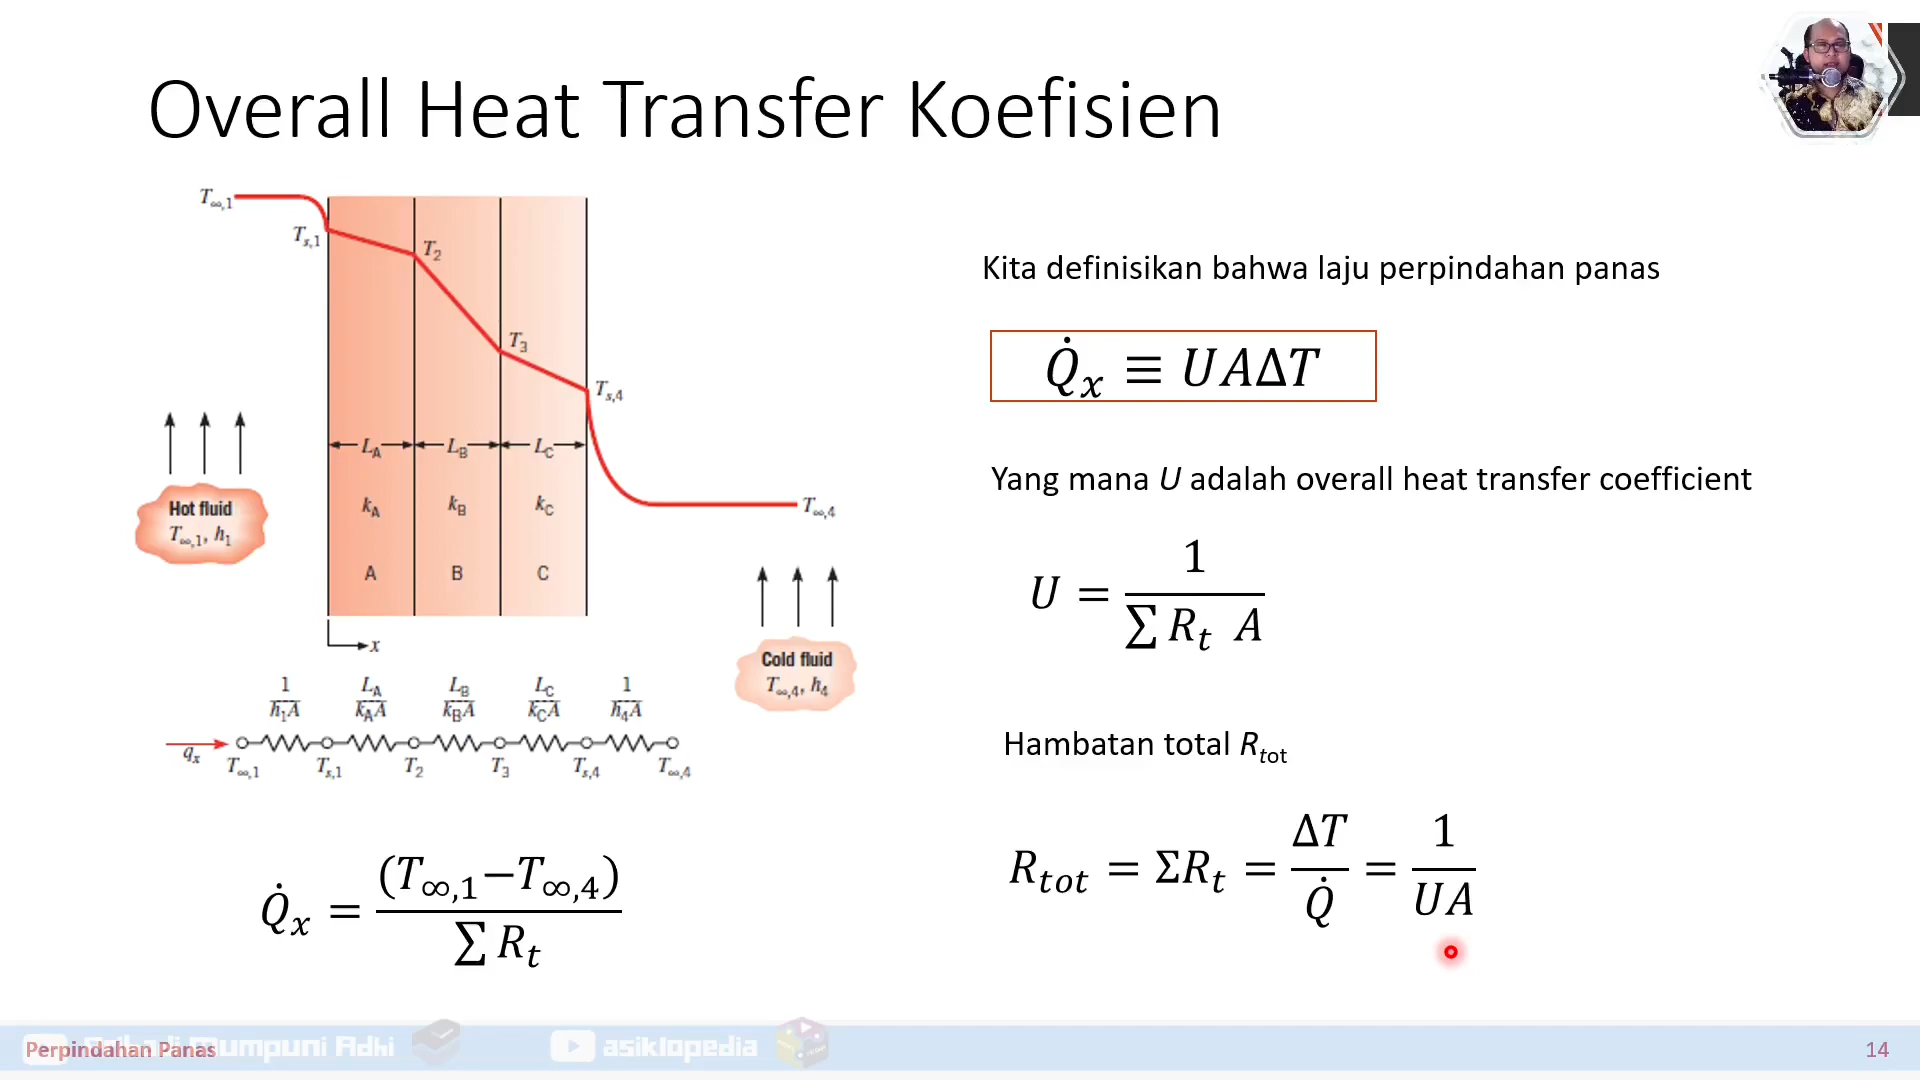 Overall Heat Transfer Koefisien
T∞,1
Ts,1
T2
T3
Ts,4
T∞,4
LA LB LC
kA kB kC
A B C
x
Hot fluid
T∞,1, h1
Cold fluid
T∞,4, h4
1/h1A LA/kAA LB/kBA LC/kCA 1/h4A
qx
T∞,1 Ts,1 T2 T3 Ts,4 T∞,4
Q̇x = (T∞,1−T∞,4)/∑ Rt
Kita definisikan bahwa laju perpindahan panas
Q̇x ≡ UAΔT
Yang mana U adalah overall heat transfer coefficient
U = 1/∑ Rt A
Hambatan total Rtot
Rtot = ΣRt = ΔT/Q̇ = 1/UA
Perpindahan Panas
Mumpuni Adhi
asiklopedia
14